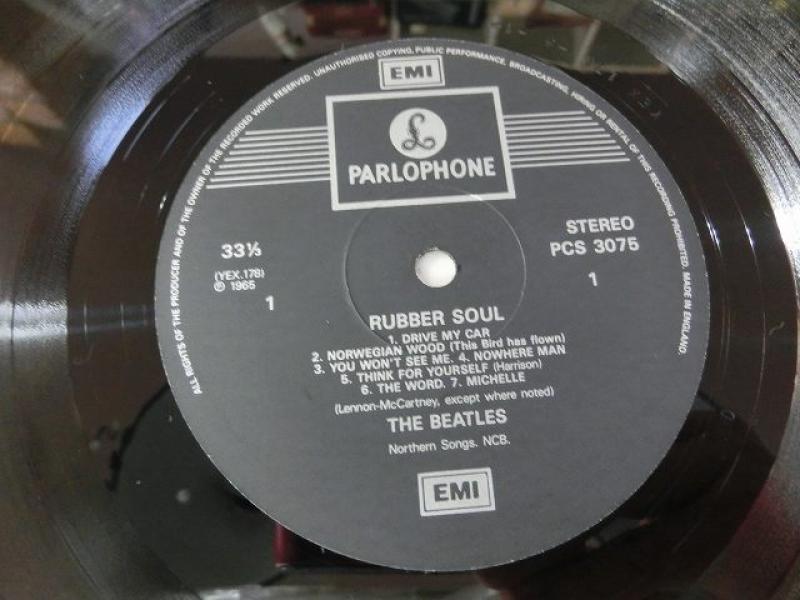 ALL RIGHTS OF THE PRODUCER AND OF THE OWNER OF THE RECORDED WORK RESERVED. UNAUTHORISED COPYING, PUBLIC PERFORMANCE, BROADCASTING, HIRING OR RENTAL OF THIS RECORDING PROHIBITED. MADE IN ENGLAND.
EMI
£
PARLOPHONE
33⅓
STEREO
PCS 3075
(YEX.178)
℗ 1965
1
1
RUBBER SOUL
1. DRIVE MY CAR
2. NORWEGIAN WOOD (This Bird has flown)
3. YOU WON'T SEE ME. 4. NOWHERE MAN
5. THINK FOR YOURSELF (Harrison)
6. THE WORD. 7. MICHELLE
(Lennon-McCartney, except where noted)
THE BEATLES
Northern Songs. NCB.
EMI